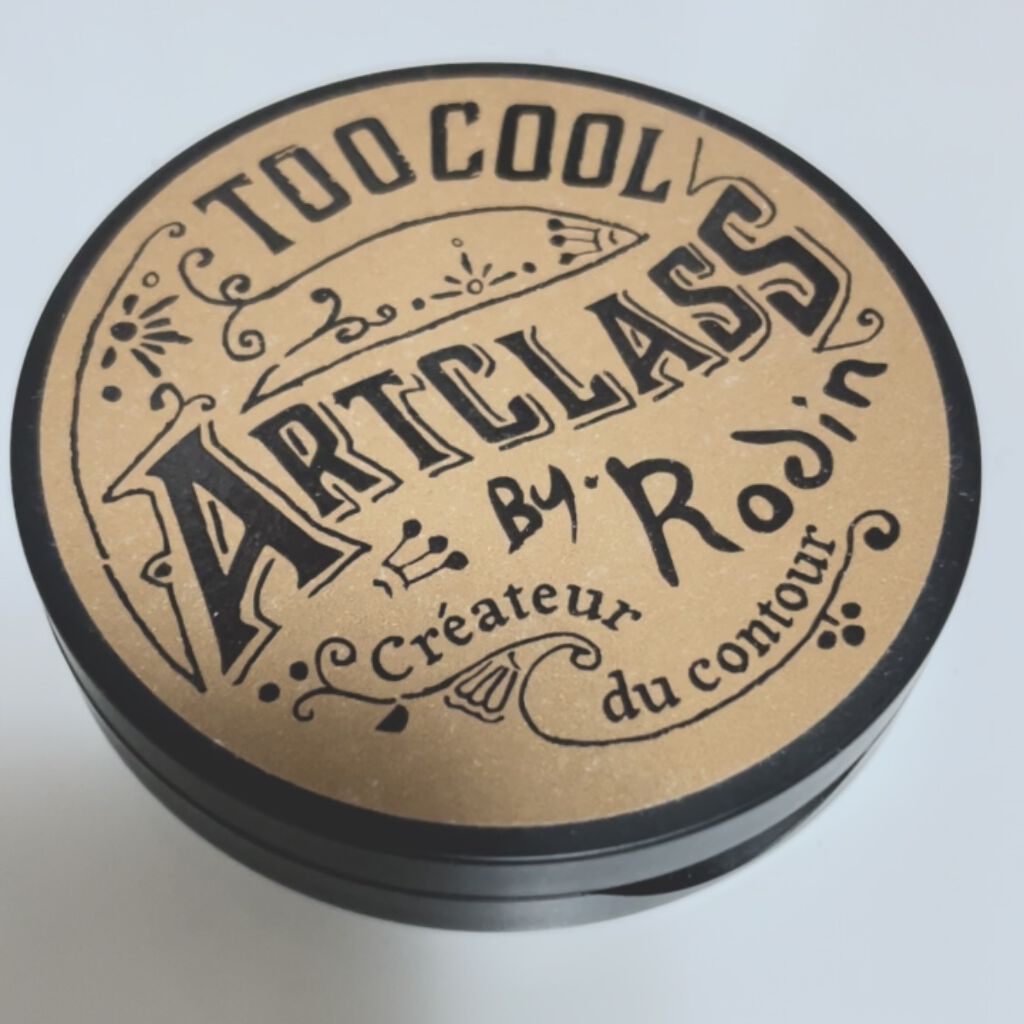 TOO COOL
ARTCLASS
By. Rodin
Créateur
du contour